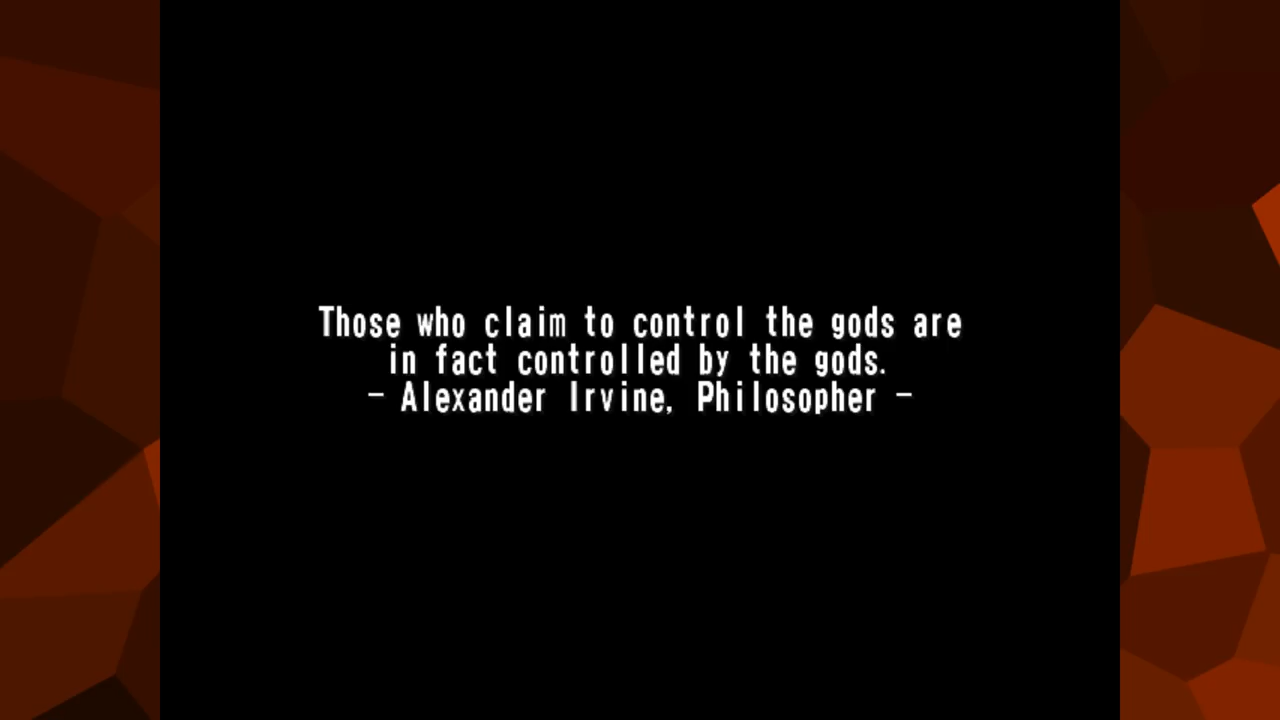 Those who claim to control the gods are
in fact controlled by the gods.
- Alexander Irvine, Philosopher -